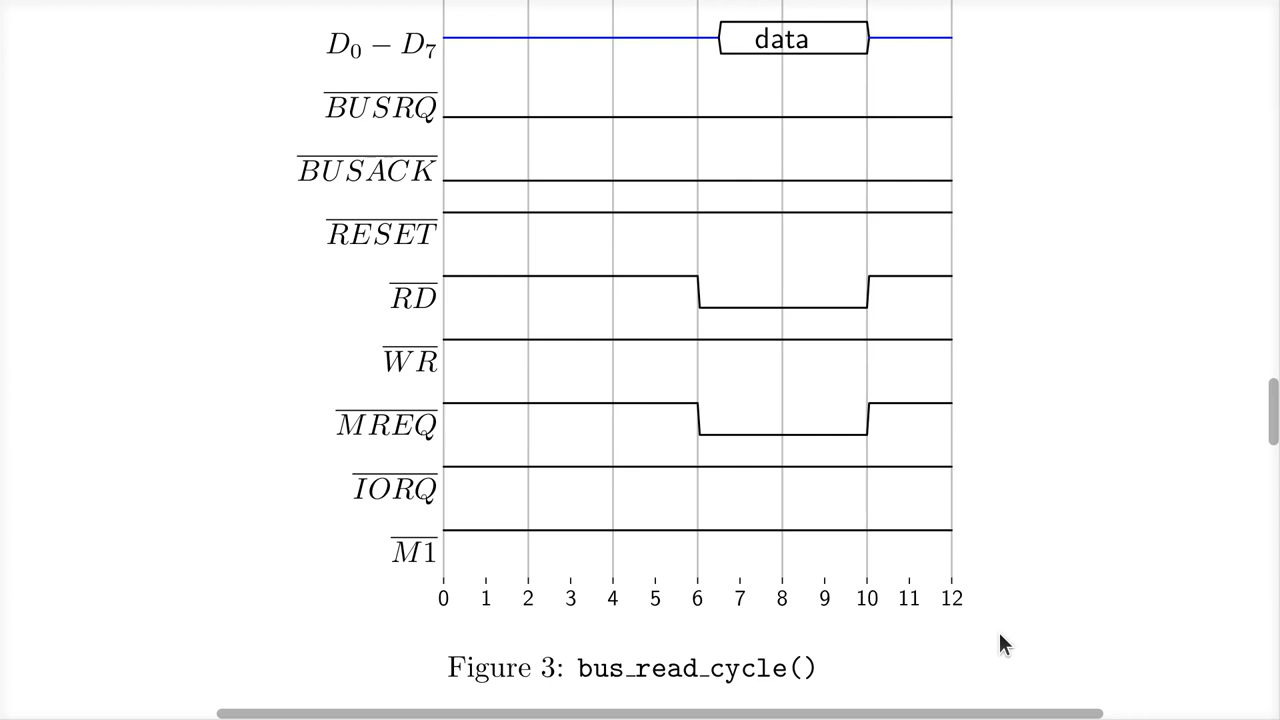 D₀ − D₇
data
BUSRQ
BUSACK
RESET
RD
WR
MREQ
IORQ
M1
0 1 2 3 4 5 6 7 8 9 10 11 12
Figure 3: bus_read_cycle()